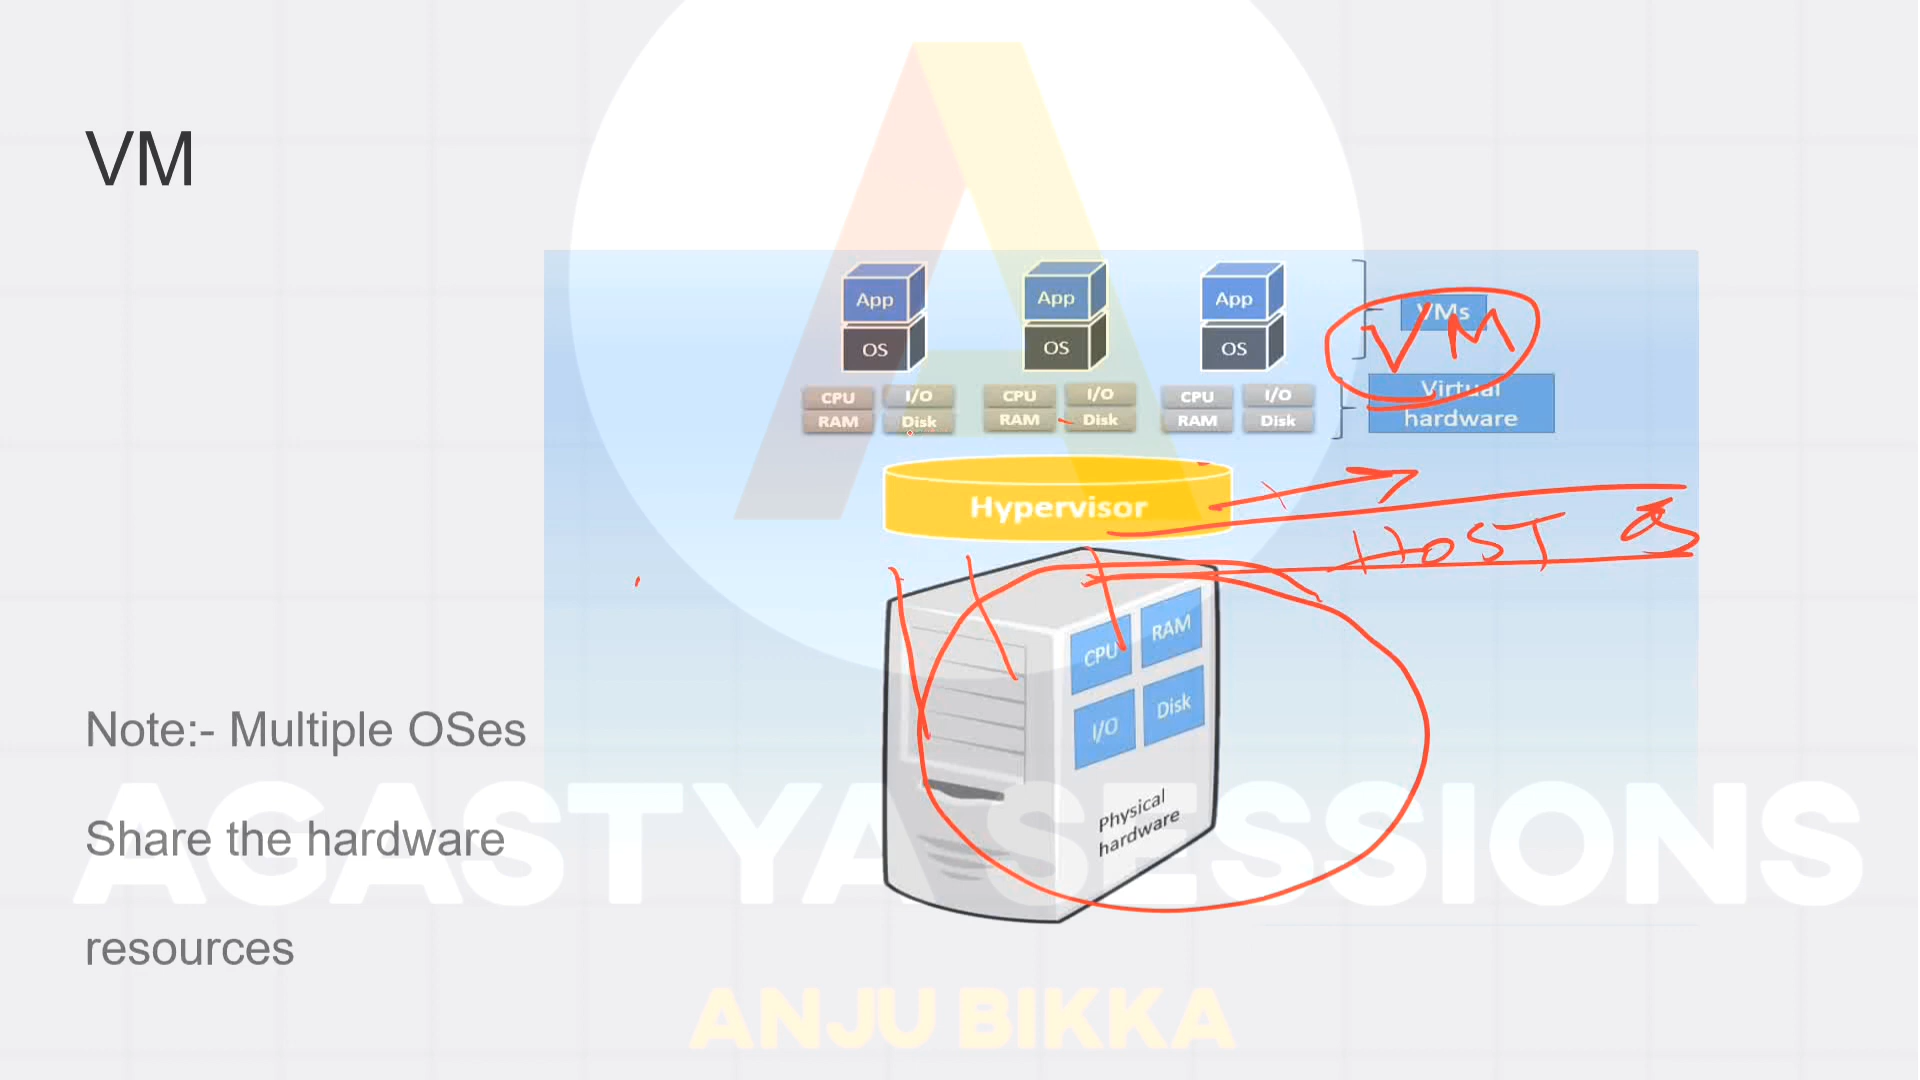 VM
App
App
App
VMs
VM
OS
OS
OS
CPU
I/O
CPU
I/O
CPU
I/O
Virtual
hardware
RAM
Disk
RAM
Disk
RAM
Disk
Hypervisor
HOST
CPU
RAM
I/O
Disk
Physical
hardware
Note:- Multiple OSes
Share the hardware
resources
AGASTYA SESSIONS
ANJU BIKKA